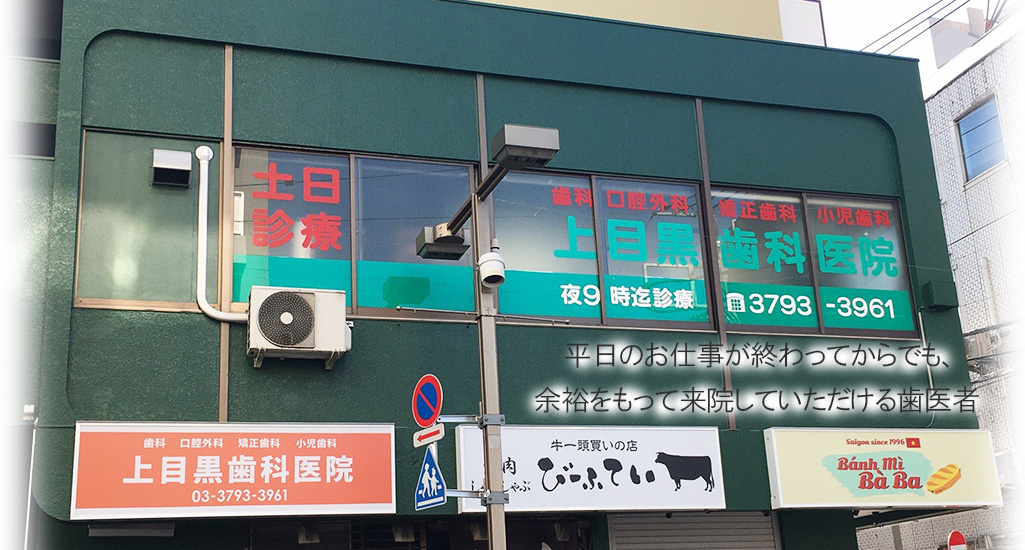 土日
診療
歯科 口腔外科 矯正歯科 小児歯科
上目黒歯科医院
夜9時迄診療 ☎3793-3961
平日のお仕事が終わってからでも、
余裕をもって来院していただける歯医者
歯科 口腔外科 矯正歯科 小児歯科
上目黒歯科医院
03-3793-3961
牛一頭買いの店
肉
しゃぶ
びふてい
Saigon since 1996
Bánh Mì
Bà Ba